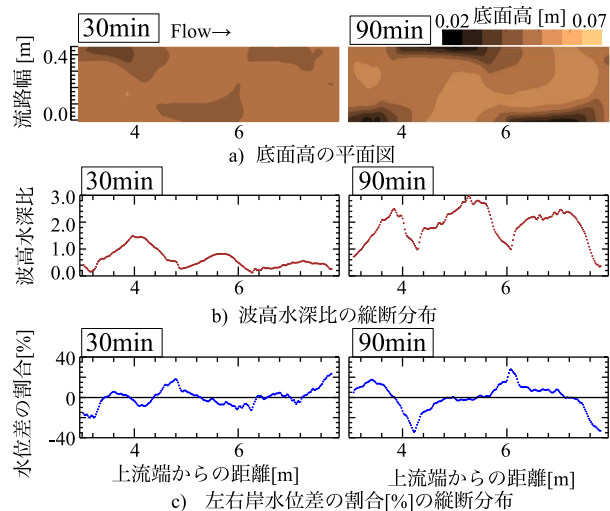 30min Flow→ 90min 0.02 底面高 [m] 0.07
流路幅 [m]
0.4
0.0
4 6 4 6
a) 底面高の平面図
30min 90min
波高水深比
3.0
2.0
1.0
0.0
b) 波高水深比の縦断分布
30min 90min
水位差の割合[%]
40
0
−40
4 6 4 6
上流端からの距離[m] 上流端からの距離[m]
c) 左右岸水位差の割合[%]の縦断分布